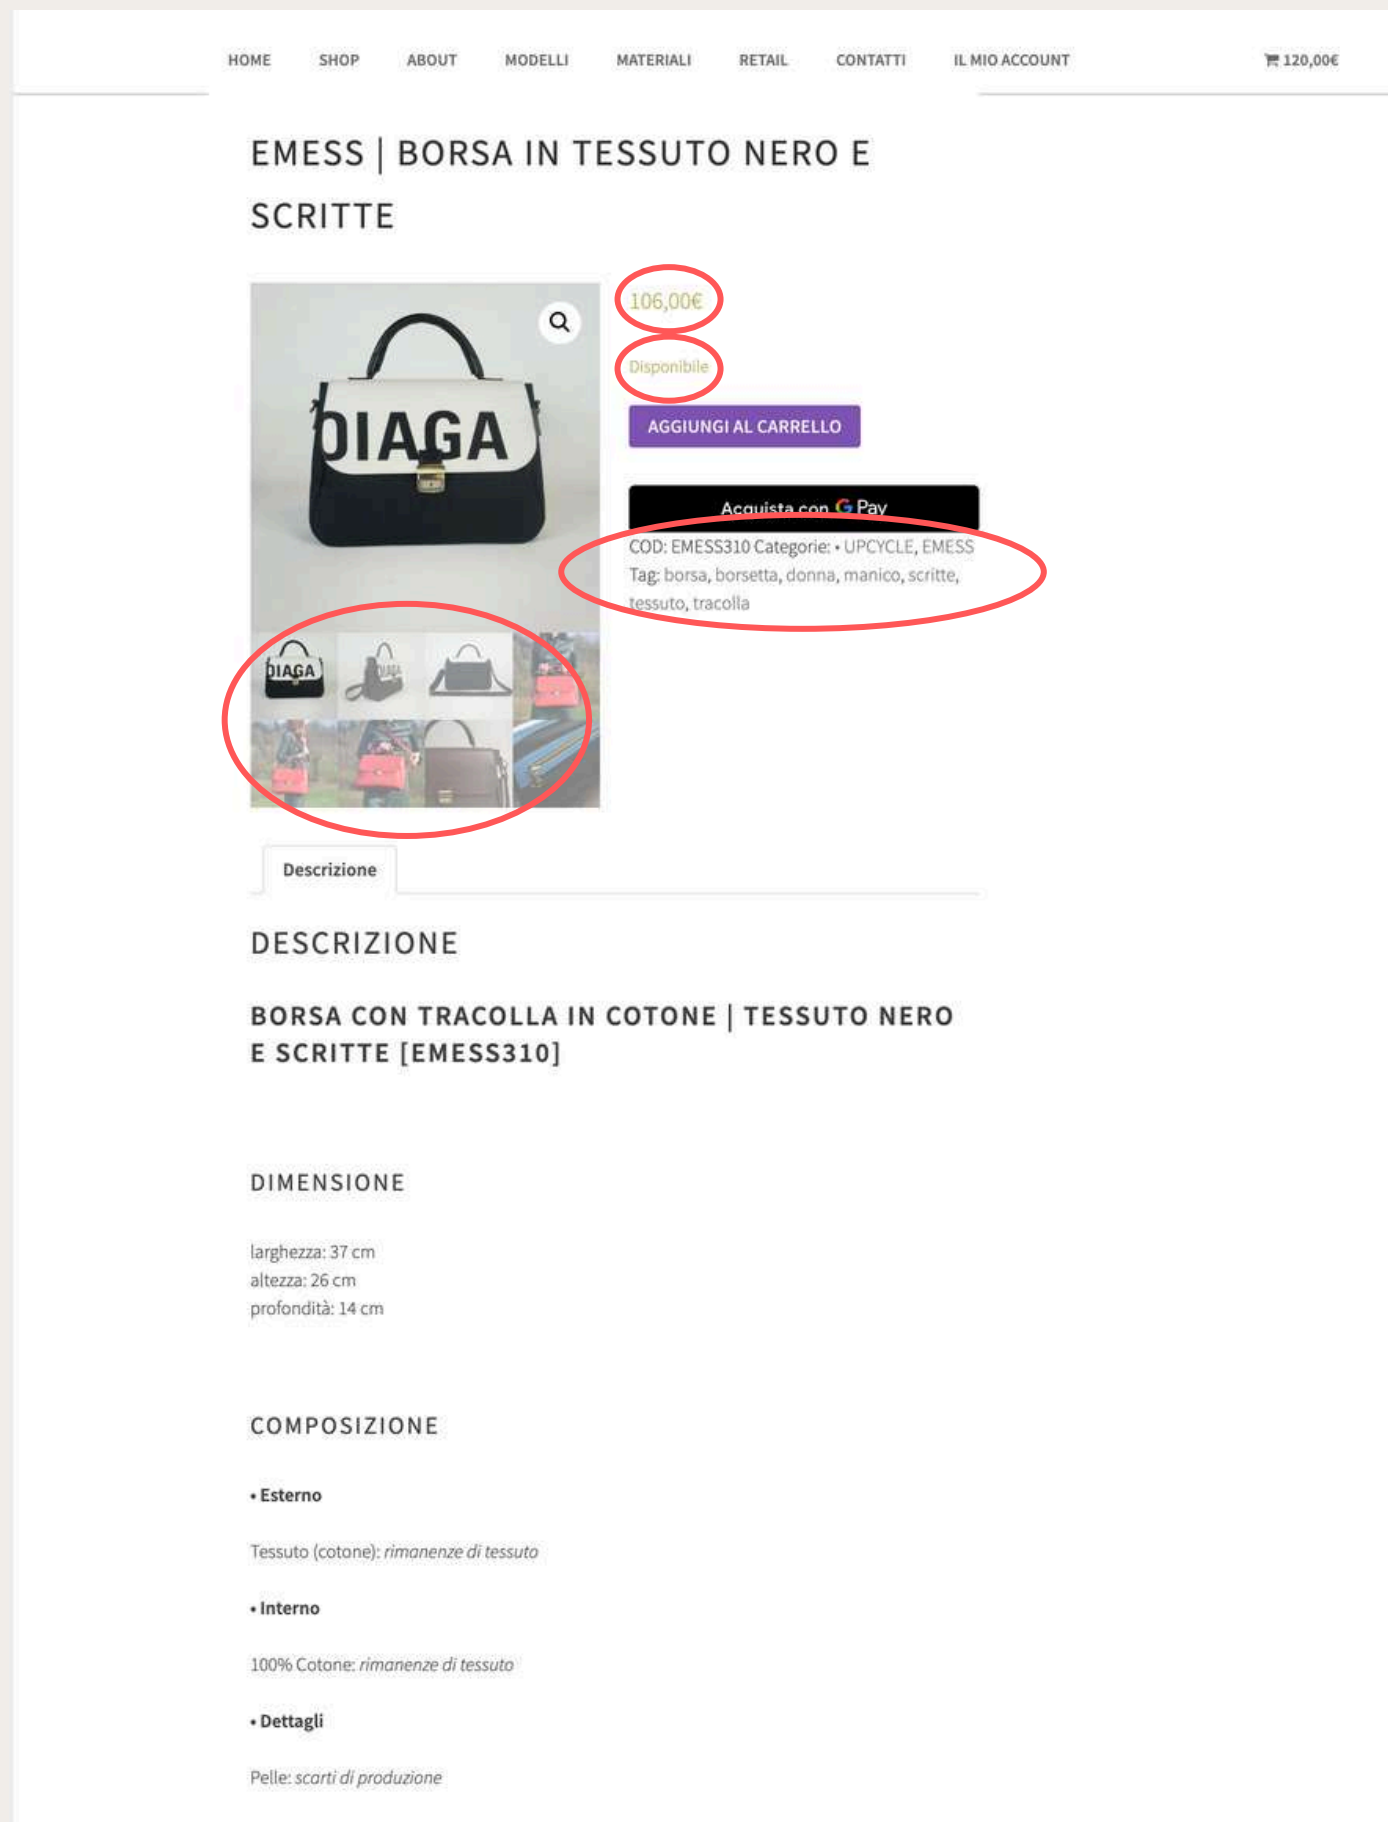 HOME SHOP ABOUT MODELLI MATERIALI RETAIL CONTATTI IL MIO ACCOUNT 120,00€
EMESS | BORSA IN TESSUTO NERO E
SCRITTE
106,00€
Disponibile
DIAGA
AGGIUNGI AL CARRELLO
Acquista con G Pay
COD: EMESS310 Categorie: • UPCYCLE, EMESS
Tag: borsa, borsetta, donna, manico, scritte,
tessuto, tracolla
DIAGA
DIAGA
Descrizione
DESCRIZIONE
BORSA CON TRACOLLA IN COTONE | TESSUTO NERO
E SCRITTE [EMESS310]
DIMENSIONE
larghezza: 37 cm
altezza: 26 cm
profondità: 14 cm
COMPOSIZIONE
• Esterno
Tessuto (cotone): rimanenze di tessuto
• Interno
100% Cotone: rimanenze di tessuto
• Dettagli
Pelle: scarti di produzione